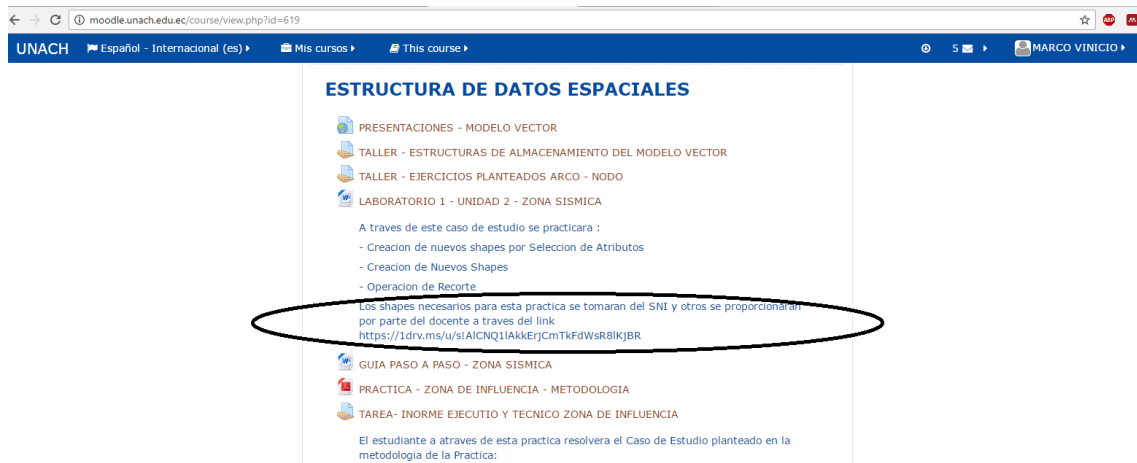 moodle.unach.edu.ec/course/view.php?id=619
ABP
UNACH Español - Internacional (es) Mis cursos This course 5 MARCO VINICIO
ESTRUCTURA DE DATOS ESPACIALES
PRESENTACIONES - MODELO VECTOR
TALLER - ESTRUCTURAS DE ALMACENAMIENTO DEL MODELO VECTOR
TALLER - EJERCICIOS PLANTEADOS ARCO - NODO
LABORATORIO 1 - UNIDAD 2 - ZONA SISMICA
A traves de este caso de estudio se practicara :
- Creacion de nuevos shapes por Seleccion de Atributos
- Creacion de Nuevos Shapes
- Operacion de Recorte
Los shapes necesarios para esta practica se tomaran del SNI y otros se proporcionaran
por parte del docente a traves del link
https://1drv.ms/u/s!AlCNQ1lAkkErjCmTkFdWsR8lKjBR
GUIA PASO A PASO - ZONA SISMICA
PRACTICA - ZONA DE INFLUENCIA - METODOLOGIA
TAREA- INORME EJECUTIO Y TECNICO ZONA DE INFLUENCIA
El estudiante a atraves de esta practica resolvera el Caso de Estudio planteado en la
metodologia de la Practica: